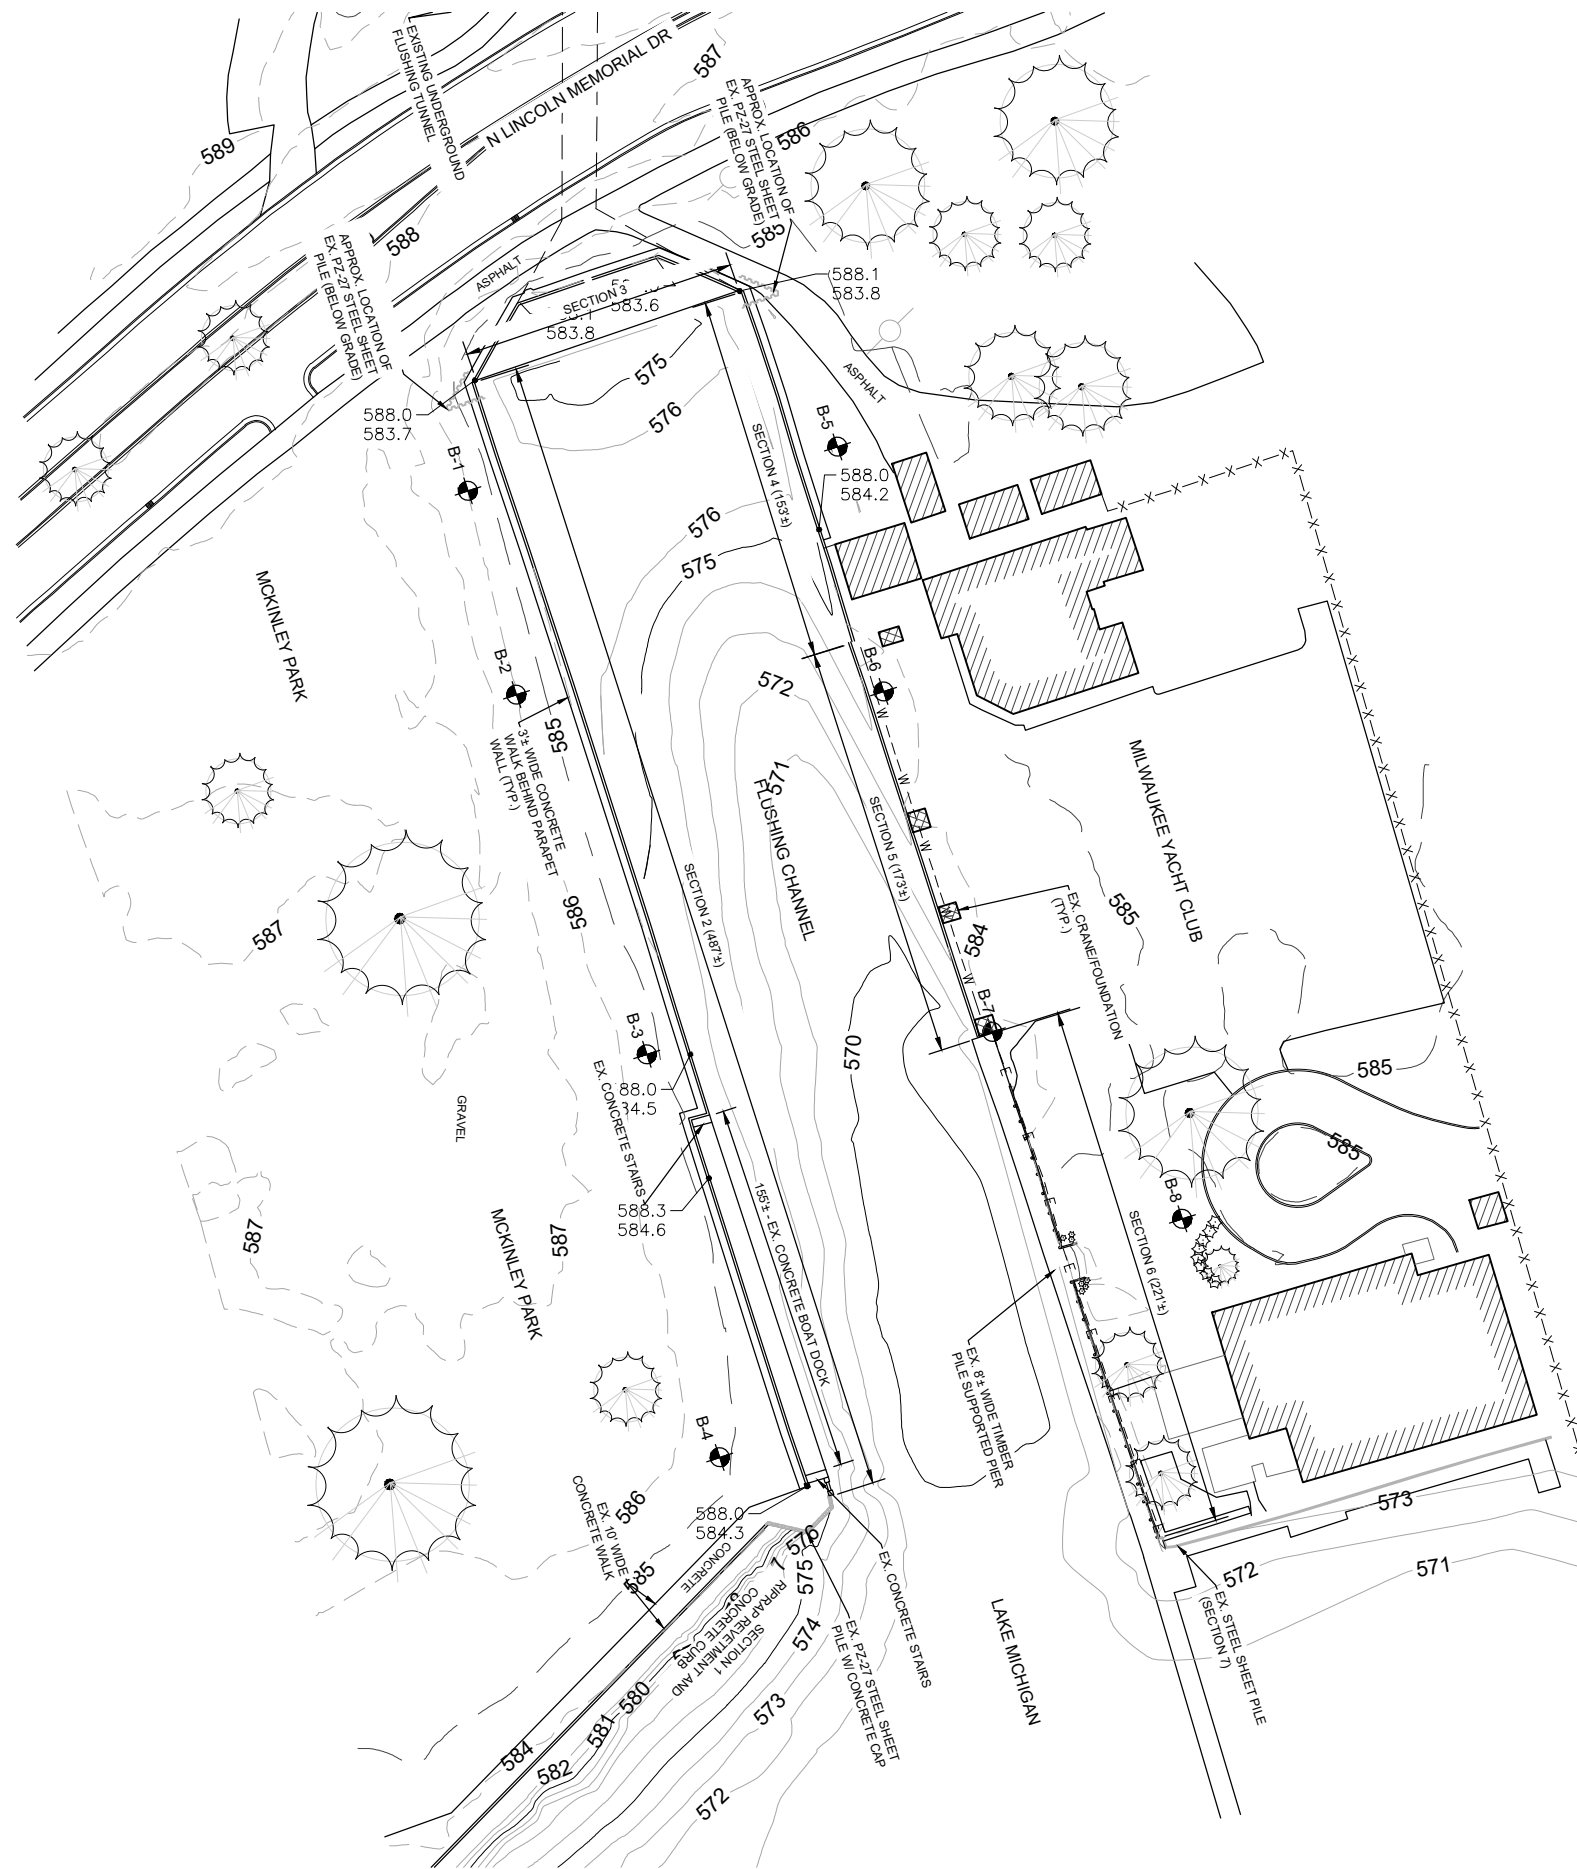 EXISTING UNDERGROUND
FLUSHING TUNNEL
N LINCOLN MEMORIAL DR
587
589
588
586
585
APPROX. LOCATION OF
EX. PZ-27 STEEL SHEET
PILE (BELOW GRADE)
APPROX. LOCATION OF
EX. PZ-27 STEEL SHEET
PILE (BELOW GRADE)
ASPHALT
SECTION 3
583.6
583.8
588.1
583.8
588.0
583.7
575
576
ASPHALT
B-1
B-5
SECTION 4 (153'±)
588.0
584.2
576
575
MCKINLEY PARK
B-2
B-6
572
585
3'± WIDE CONCRETE
WALK BEHIND PARAPET
WALL (TYP.)
571
FLUSHING CHANNEL
W
W
W
W
W
SECTION 5 (173'±)
SECTION 2 (487'±)
MILWAUKEE YACHT CLUB
EX. CRANE/FOUNDATION
(TYP.)
585
584
587
586
B-3
B-7
570
585
585
588.0
EX. CONCRETE STAIRS
GRAVEL
588.3
584.6
155'± - EX. CONCRETE BOAT DOCK
E
E
E
E
E
B-8
SECTION 6 (221'±)
587
587
MCKINLEY PARK
EX. 8'± WIDE TIMBER
PILE SUPPORTED PIER
B-4
EX. 10' WIDE
CONCRETE WALK
586
585
588.0
584.3
CONCRETE
576
575
574
573
572
SECTION 1
RIPRAP REVETMENT AND
CONCRETE CURB
EX. CONCRETE STAIRS
EX. PZ-27 STEEL SHEET
PILE W/ CONCRETE CAP
LAKE MICHIGAN
573
572
571
EX. STEEL SHEET PILE
(SECTION 7)
580
581
582
584